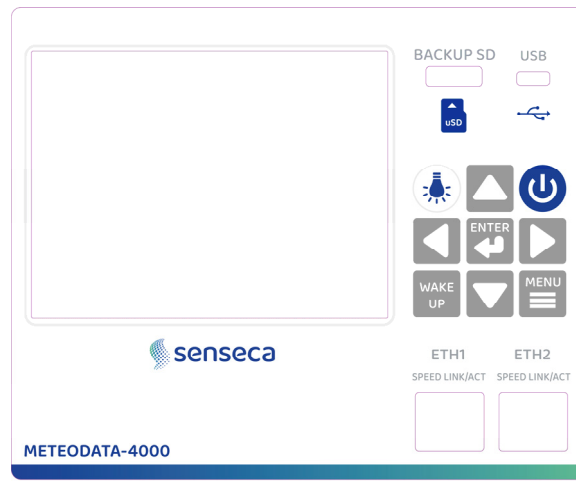 BACKUP SD USB
uSD
ENTER
WAKE
UP
MENU
senseca
ETH1 ETH2
SPEED LINK/ACT SPEED LINK/ACT
METEODATA-4000